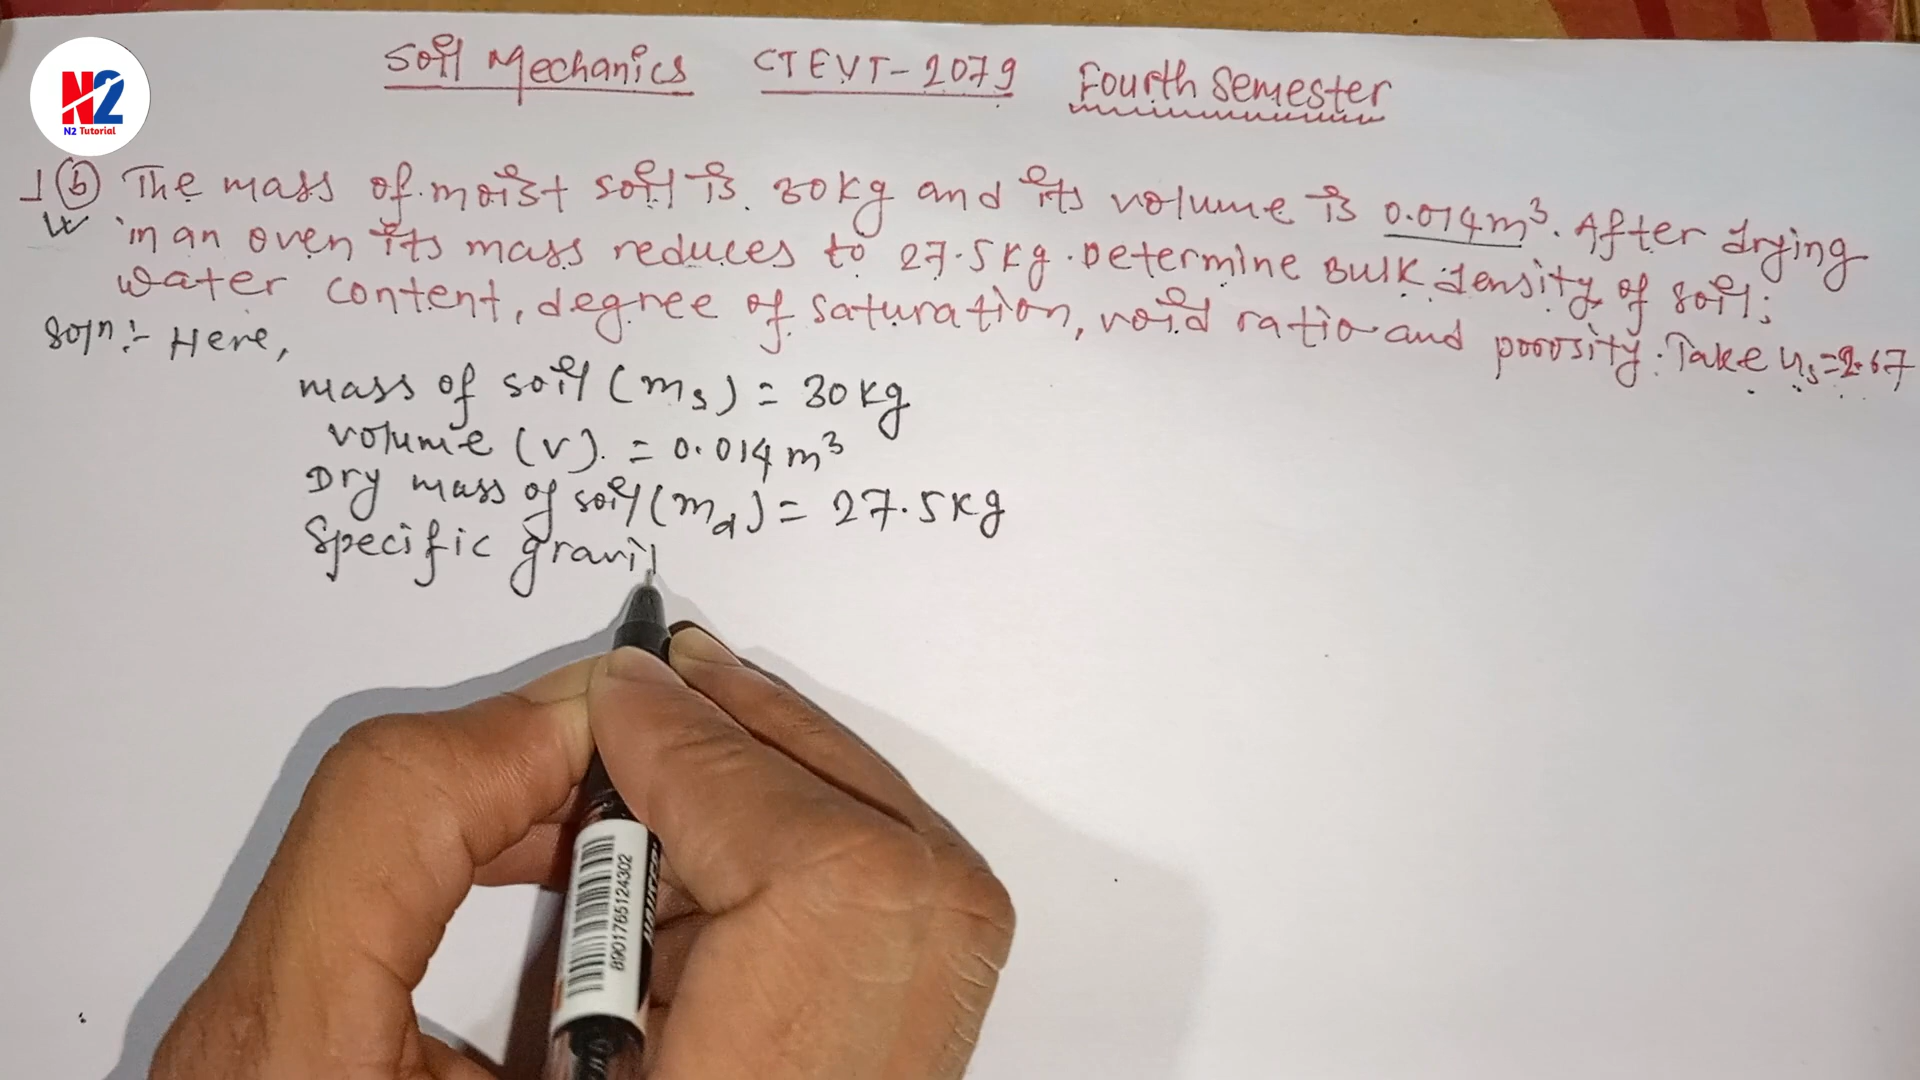 N2
N2 Tutorial
Soil Mechanics CTEVT-2079 Fourth Semester
1 (b) The mass of moist soil is 30kg and its volume is 0.014m³. After drying
in an oven its mass reduces to 27.5kg. Determine Bulk density of soil;
water content, degree of saturation, void ratio and porosity. Take Gs=2.67
Soln:- Here,
mass of soil (ms) = 30kg
volume (v) = 0.014m³
Dry mass of soil (md) = 27.5kg
Specific gravit
8901765124302